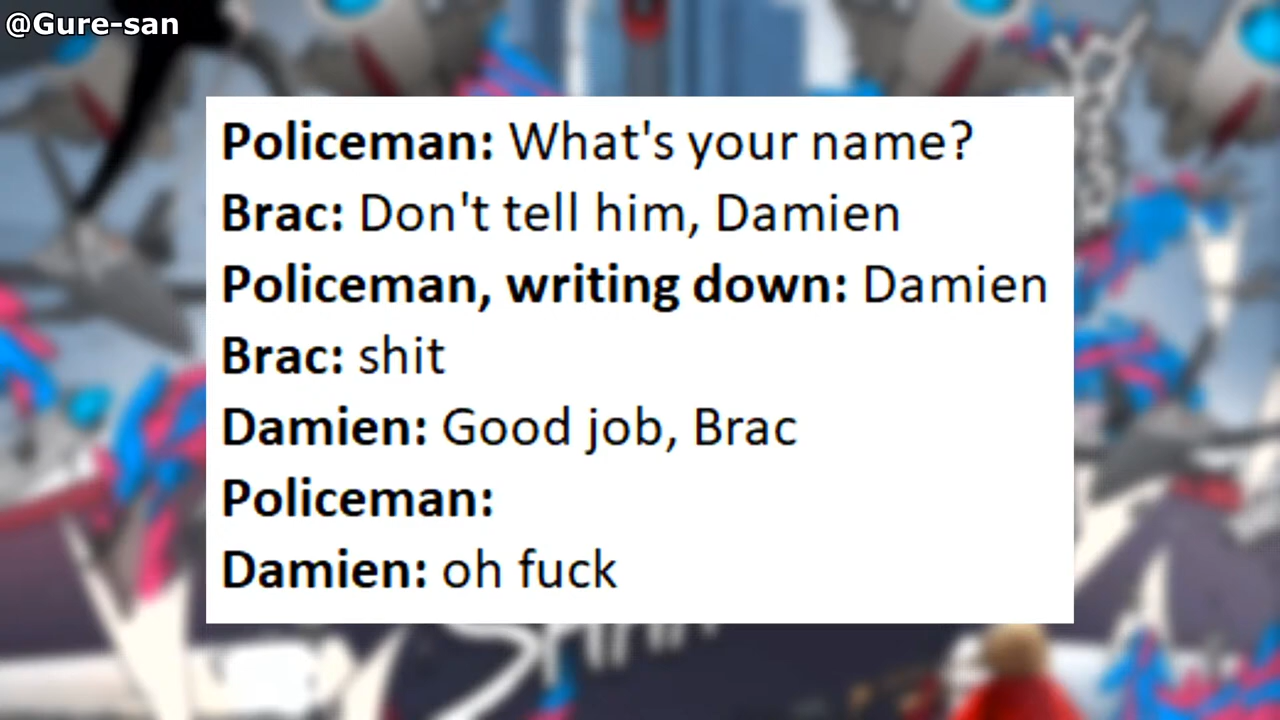 @Gure-san
Policeman: What's your name?
Brac: Don't tell him, Damien
Policeman, writing down: Damien
Brac: shit
Damien: Good job, Brac
Policeman:
Damien: oh fuck